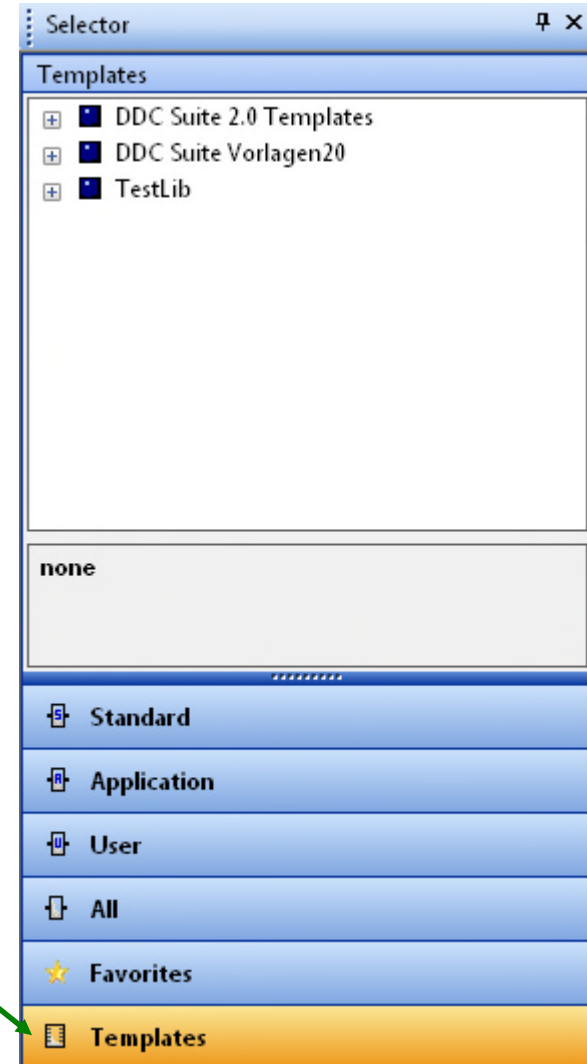 Selector
Templates
DDC Suite 2.0 Templates
DDC Suite Vorlagen20
TestLib
none
Standard
Application
User
All
Favorites
Templates